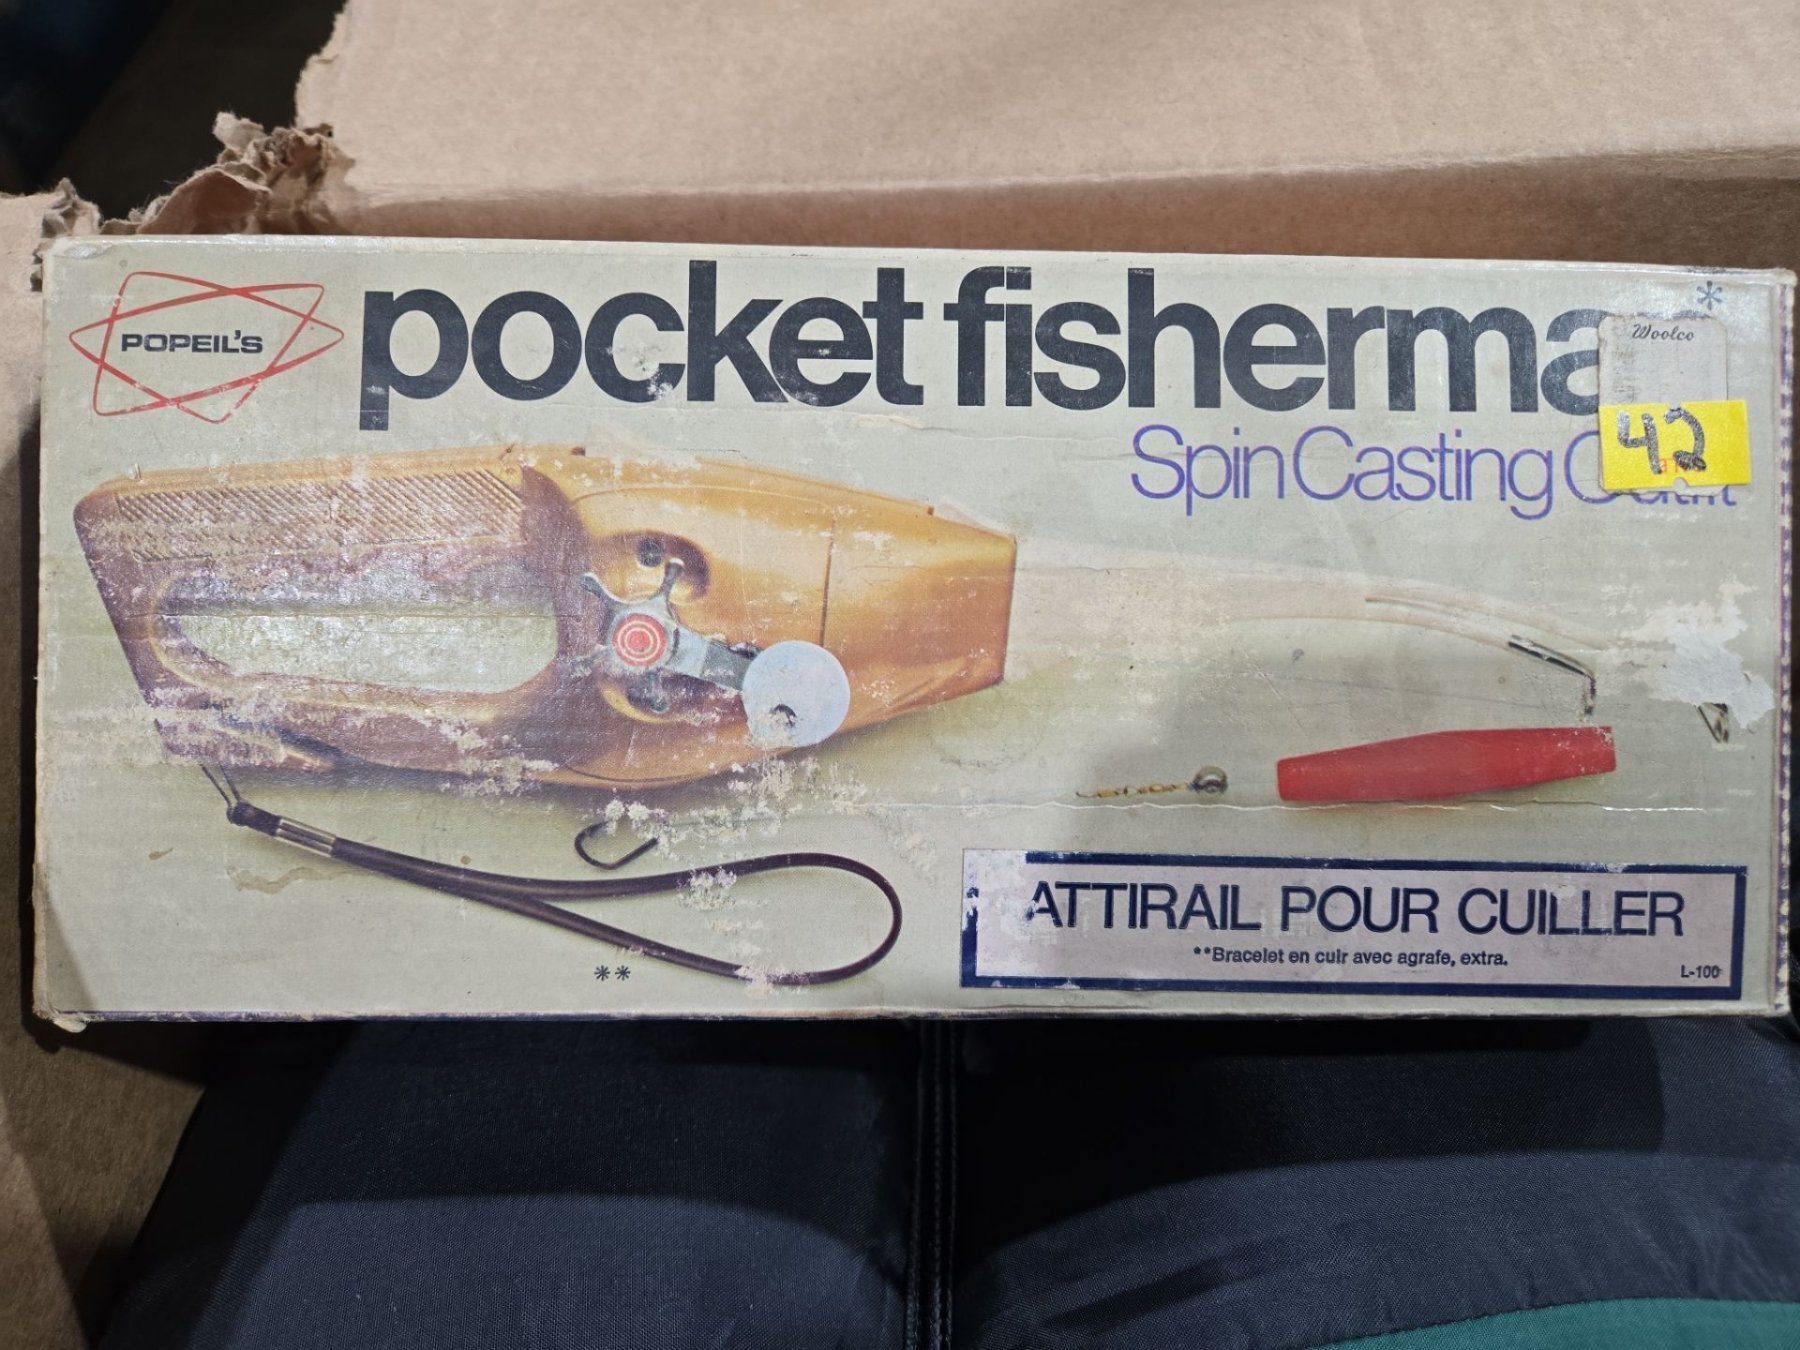 POPEIL'S
pocket fisherma
*
Woolco
42
Spin Casting
ATTIRAIL POUR CUILLER
**Bracelet en cuir avec agrafe, extra.
L-100
**